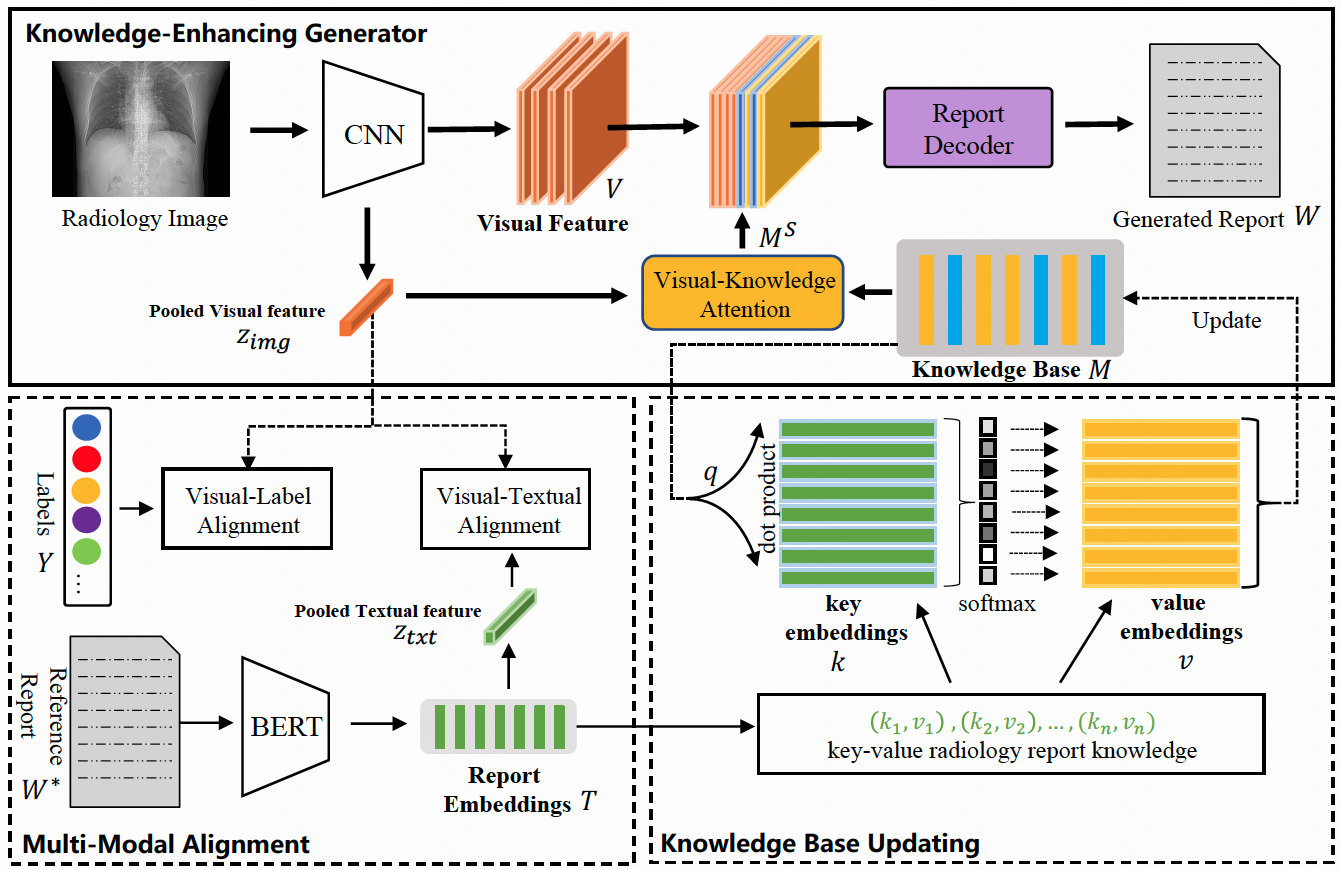 Knowledge-Enhancing Generator
CNN
Radiology Image
V
Visual Feature
Report
Decoder
Generated Report W
M^S
Pooled Visual feature
z_img
Visual-Knowledge
Attention
Knowledge Base M
Update
Labels
Y
...
Visual-Label
Alignment
Visual-Textual
Alignment
Pooled Textual feature
z_txt
Reference
Report
W*
BERT
Report
Embeddings T
Multi-Modal Alignment
q
dot product
key
embeddings
k
softmax
value
embeddings
v
(k_1, v_1) , (k_2, v_2), ... , (k_n, v_n)
key-value radiology report knowledge
Knowledge Base Updating